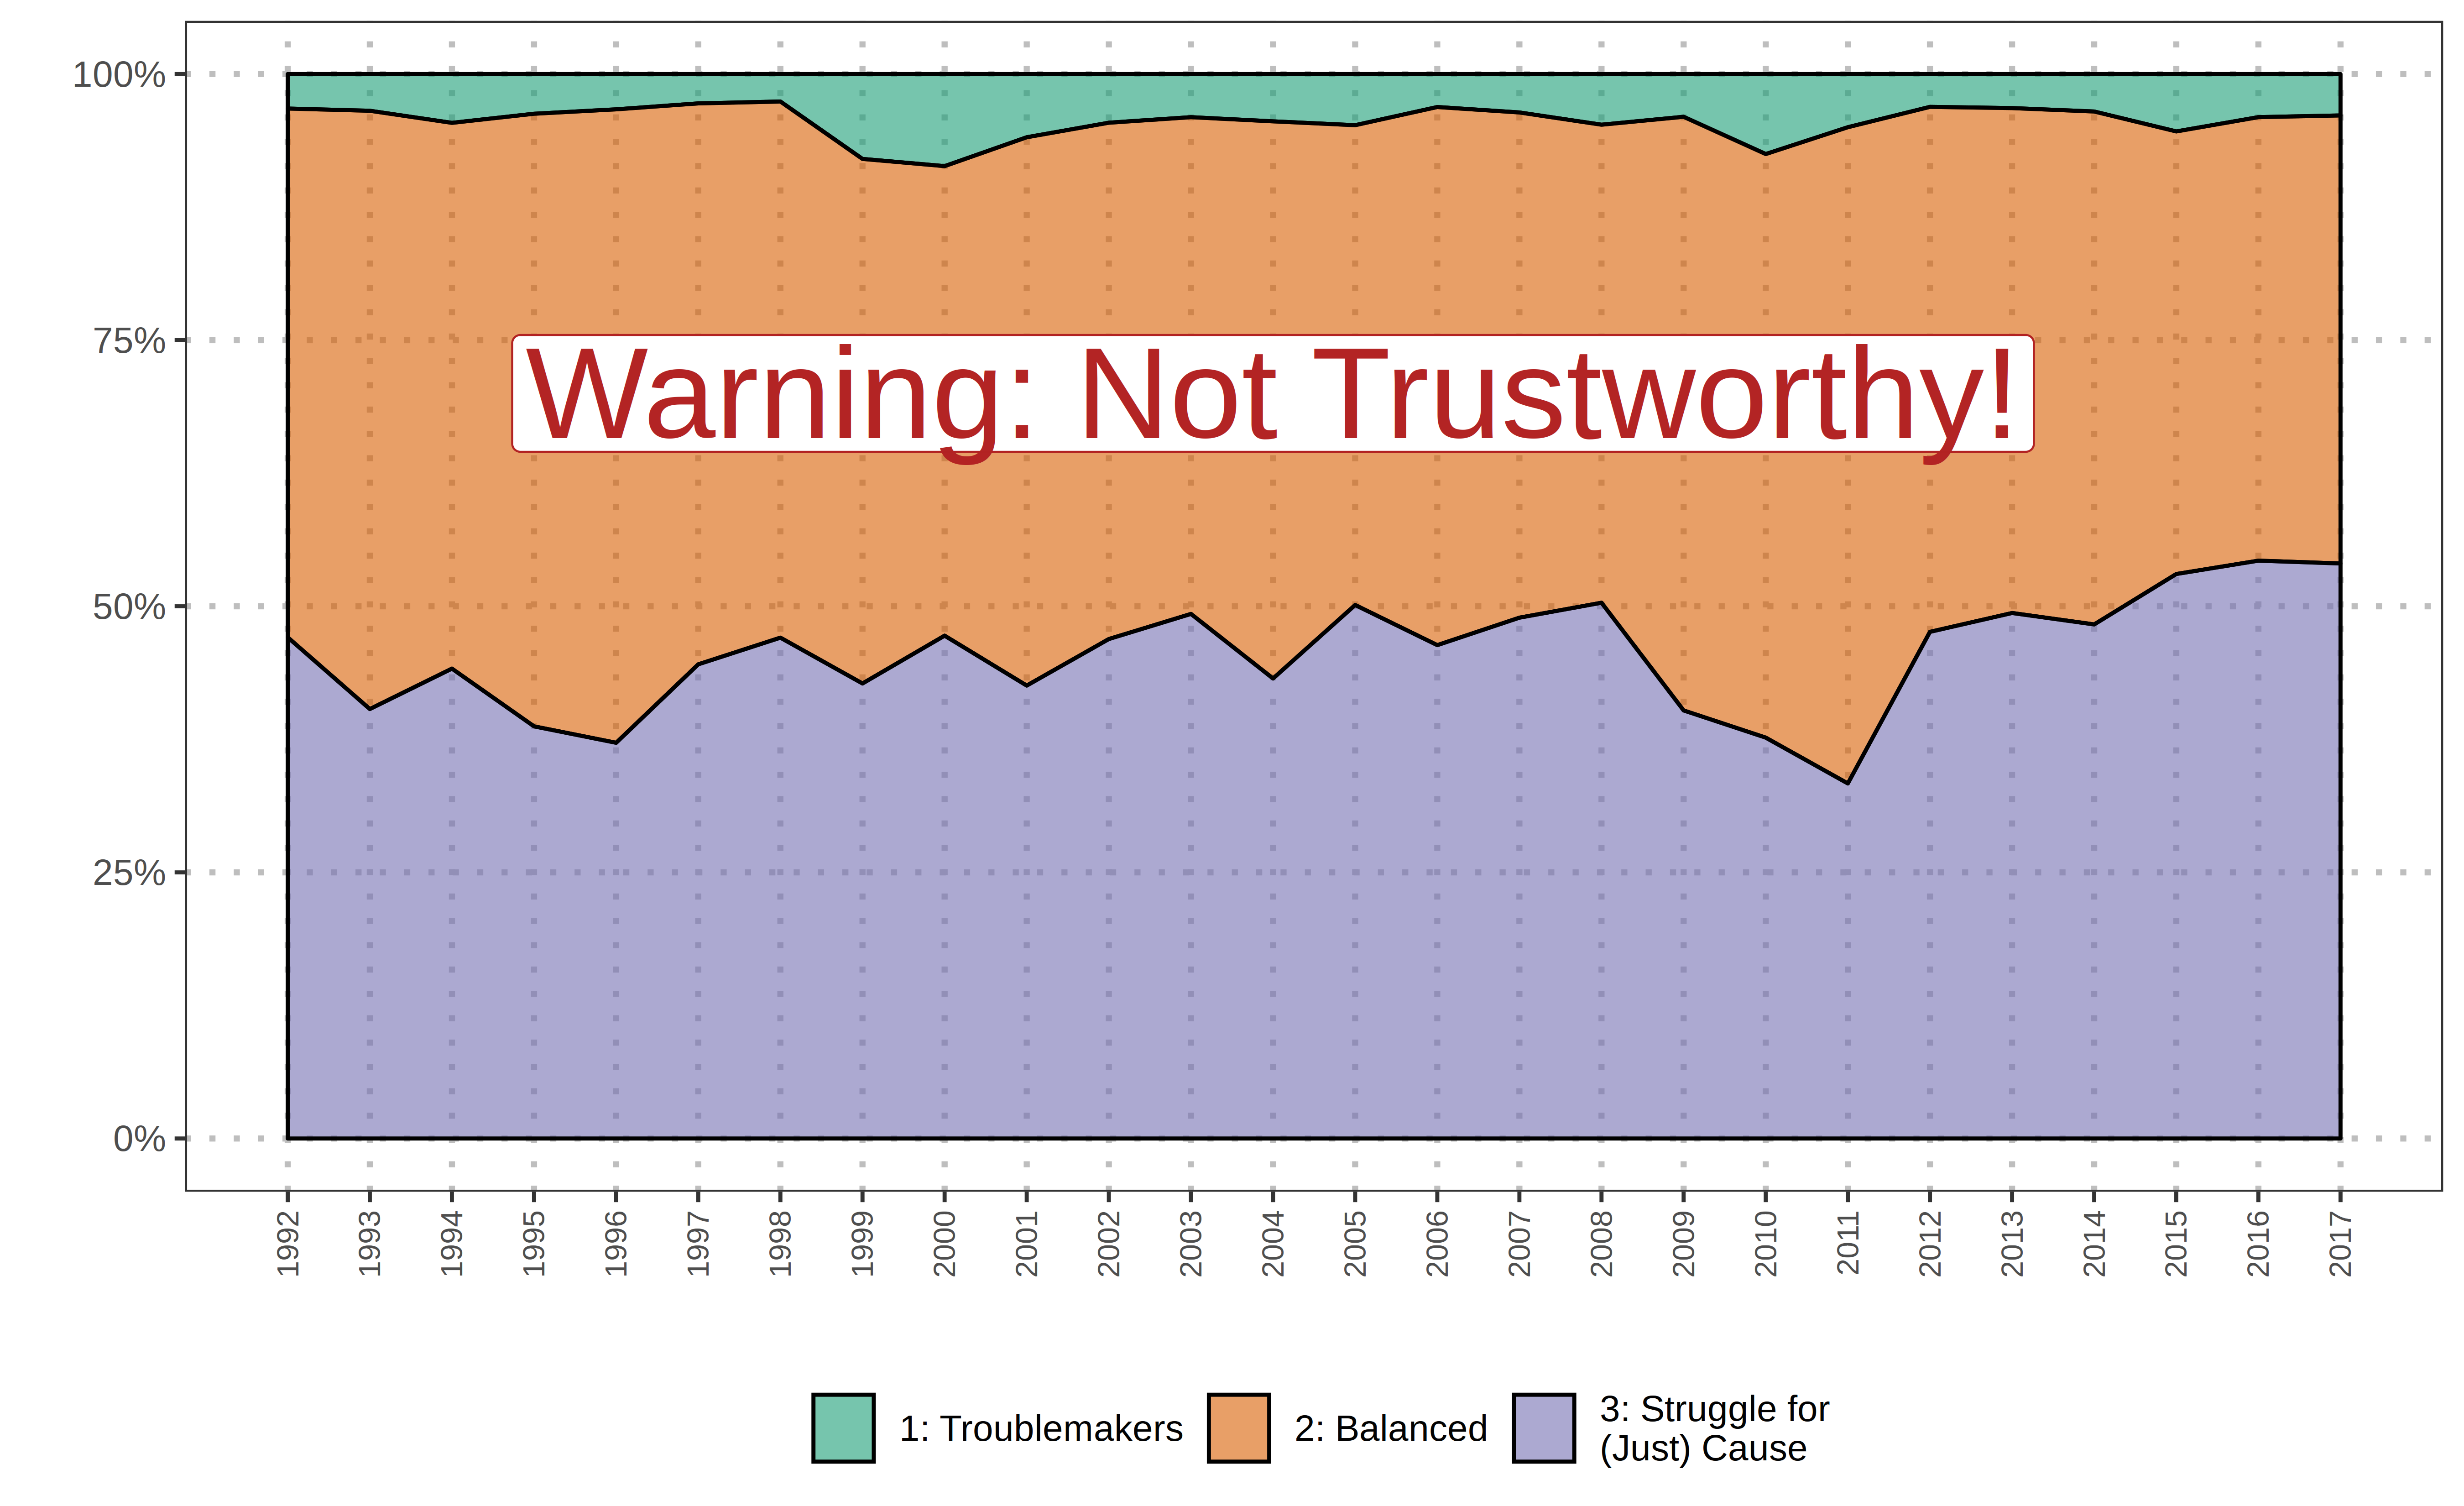 100%
75%
Warning: Not Trustworthy!
50%
25%
0%
1992 1993 1994 1995 1996 1997 1998 1999 2000 2001 2002 2003 2004 2005 2006 2007 2008 2009 2010 2011 2012 2013 2014 2015 2016 2017
1: Troublemakers 2: Balanced 3: Struggle for
(Just) Cause